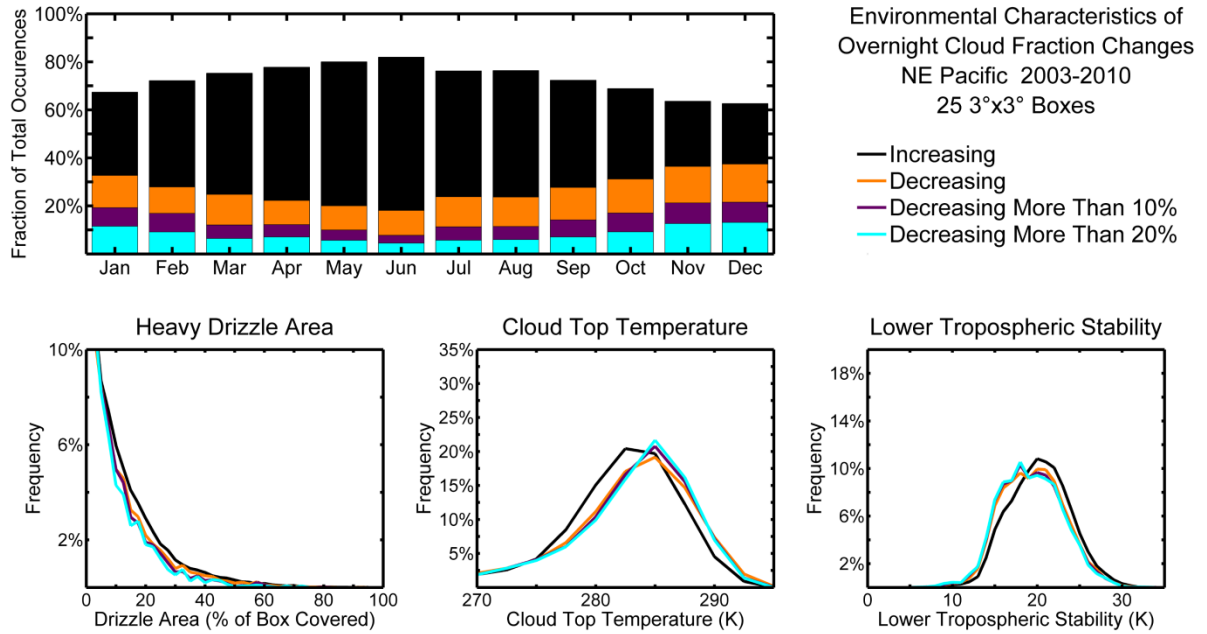 100%
80%
60%
40%
20%
Fraction of Total Occurences
Jan Feb Mar Apr May Jun Jul Aug Sep Oct Nov Dec
Environmental Characteristics of
Overnight Cloud Fraction Changes
NE Pacific 2003-2010
25 3°x3° Boxes
Increasing
Decreasing
Decreasing More Than 10%
Decreasing More Than 20%
Heavy Drizzle Area
10%
6%
2%
Frequency
0 20 40 60 80 100
Drizzle Area (% of Box Covered)
Cloud Top Temperature
35%
30%
25%
20%
15%
10%
5%
Frequency
270 280 290
Cloud Top Temperature (K)
Lower Tropospheric Stability
18%
14%
10%
6%
2%
Frequency
0 10 20 30
Lower Tropospheric Stability (K)